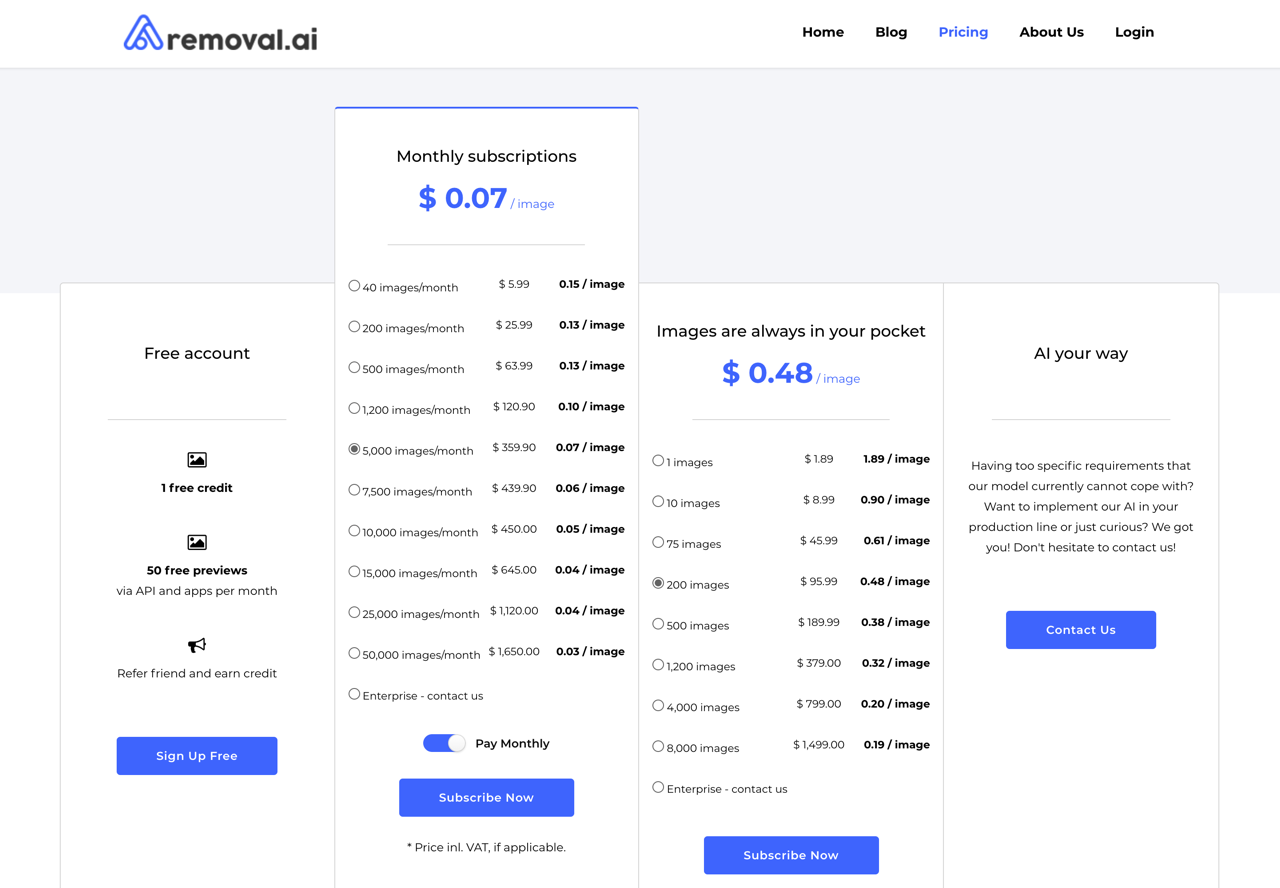 removal.ai
Home Blog Pricing About Us Login
Free account
1 free credit
50 free previews
via API and apps per month
Refer friend and earn credit
Sign Up Free
Monthly subscriptions
$ 0.07 / image
40 images/month $ 5.99 0.15 / image
200 images/month $ 25.99 0.13 / image
500 images/month $ 63.99 0.13 / image
1,200 images/month $ 120.90 0.10 / image
5,000 images/month $ 359.90 0.07 / image
7,500 images/month $ 439.90 0.06 / image
10,000 images/month $ 450.00 0.05 / image
15,000 images/month $ 645.00 0.04 / image
25,000 images/month $ 1,120.00 0.04 / image
50,000 images/month $ 1,650.00 0.03 / image
Enterprise - contact us
Pay Monthly
Subscribe Now
* Price inl. VAT, if applicable.
Images are always in your pocket
$ 0.48 / image
1 images $ 1.89 1.89 / image
10 images $ 8.99 0.90 / image
75 images $ 45.99 0.61 / image
200 images $ 95.99 0.48 / image
500 images $ 189.99 0.38 / image
1,200 images $ 379.00 0.32 / image
4,000 images $ 799.00 0.20 / image
8,000 images $ 1,499.00 0.19 / image
Enterprise - contact us
Subscribe Now
AI your way
Having too specific requirements that
our model currently cannot cope with?
Want to implement our AI in your
production line or just curious? We got
you! Don't hesitate to contact us!
Contact Us